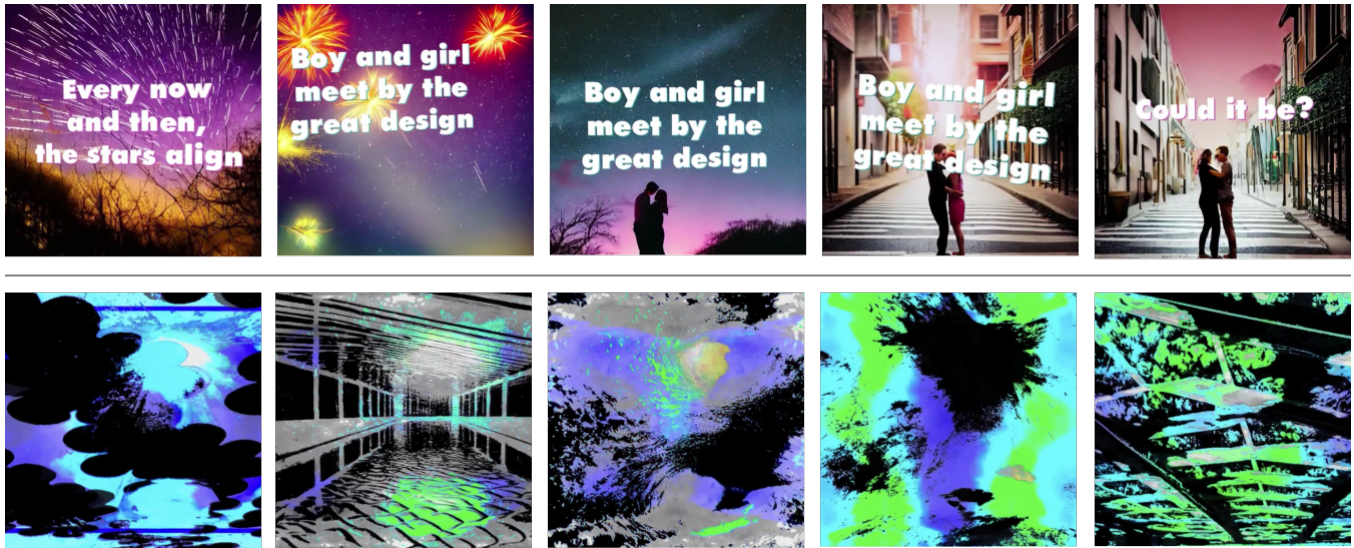 Every now
and then,
the stars align
Boy and girl
meet by the
great design
Boy and girl
meet by the
great design
Boy and girl
meet by the
great design
Could it be?